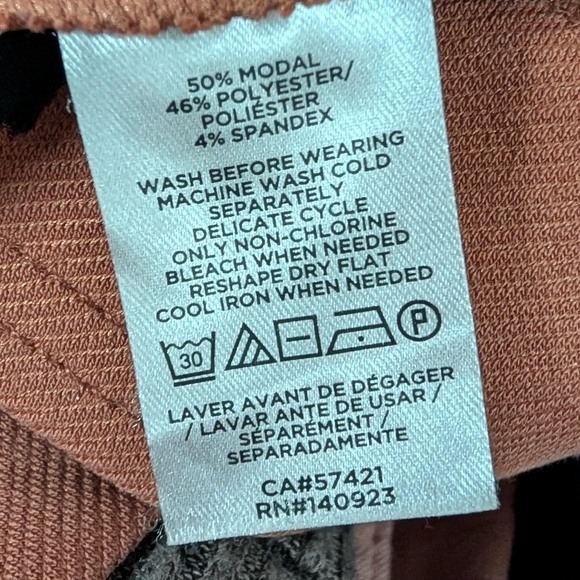 50% MODAL
46% POLYESTER/
POLIÉSTER
4% SPANDEX
WASH BEFORE WEARING
MACHINE WASH COLD
SEPARATELY
DELICATE CYCLE
ONLY NON-CHLORINE
BLEACH WHEN NEEDED
RESHAPE DRY FLAT
COOL IRON WHEN NEEDED
30 P
LAVER AVANT DE DÉGAGER
/ LAVAR ANTE DE USAR /
SÉPARÉMENT /
SEPARADAMENTE
CA#57421
RN#140923